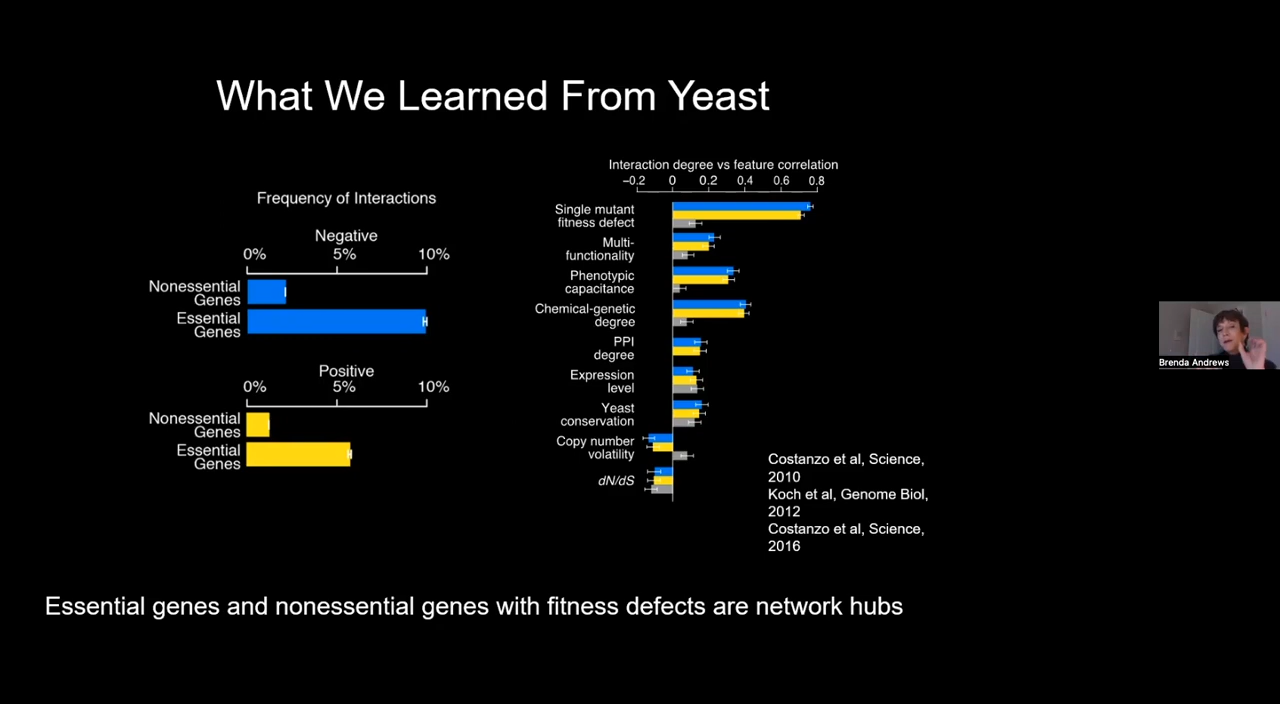 What We Learned From Yeast
Frequency of Interactions
Negative
0% 5% 10%
Nonessential
Genes
Essential
Genes
Positive
0% 5% 10%
Nonessential
Genes
Essential
Genes
Interaction degree vs feature correlation
−0.2 0 0.2 0.4 0.6 0.8
Single mutant
fitness defect
Multi-
functionality
Phenotypic
capacitance
Chemical-genetic
degree
PPI
degree
Expression
level
Yeast
conservation
Copy number
volatility
dN/dS
Costanzo et al, Science,
2010
Koch et al, Genome Biol,
2012
Costanzo et al, Science,
2016
Essential genes and nonessential genes with fitness defects are network hubs
Brenda Andrews